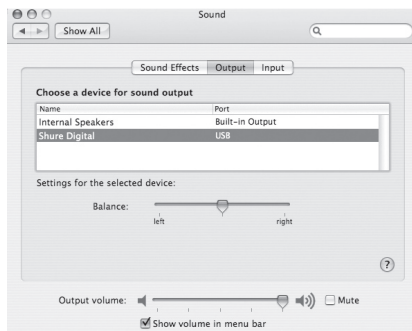 Sound
Show All
Sound Effects Output Input
Choose a device for sound output
Name Port
Internal Speakers Built-in Output
Shure Digital USB
Settings for the selected device:
Balance:
left right
?
Output volume: Mute
Show volume in menu bar